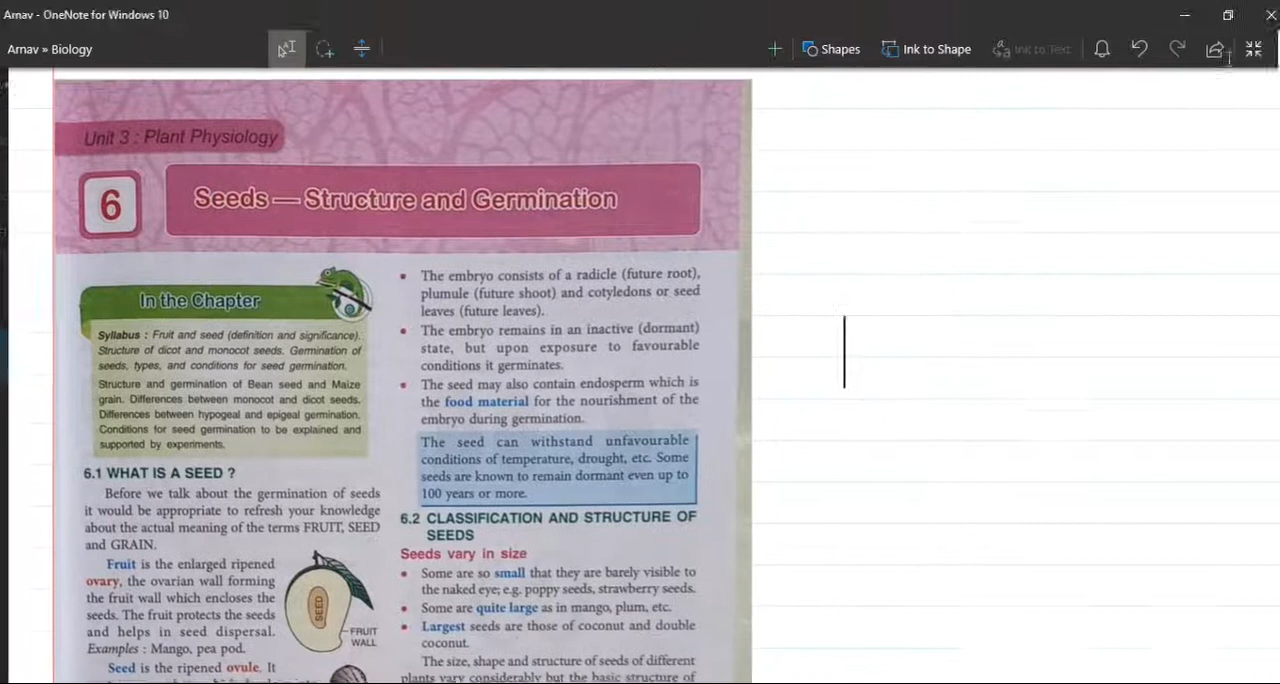 Arnav - OneNote for Windows 10
Arnav » Biology
Shapes
Ink to Shape
Ink to Text
Unit 3 : Plant Physiology
6
Seeds — Structure and Germination
In the Chapter
Syllabus : Fruit and seed (definition and significance).
Structure of dicot and monocot seeds. Germination of
seeds, types, and conditions for seed germination.
Structure and germination of Bean seed and Maize
grain. Differences between monocot and dicot seeds.
Differences between hypogeal and epigeal germination.
Conditions for seed germination to be explained and
supported by experiments.
6.1 WHAT IS A SEED ?
Before we talk about the germination of seeds
it would be appropriate to refresh your knowledge
about the actual meaning of the terms FRUIT, SEED
and GRAIN.
Fruit is the enlarged ripened
ovary, the ovarian wall forming
the fruit wall which encloses the
seeds. The fruit protects the seeds
and helps in seed dispersal.
Examples : Mango, pea pod.
SEED
FRUIT
WALL
Seed is the ripened ovule. It
• The embryo consists of a radicle (future root),
plumule (future shoot) and cotyledons or seed
leaves (future leaves).
• The embryo remains in an inactive (dormant)
state, but upon exposure to favourable
conditions it germinates.
• The seed may also contain endosperm which is
the food material for the nourishment of the
embryo during germination.
The seed can withstand unfavourable
conditions of temperature, drought, etc. Some
seeds are known to remain dormant even up to
100 years or more.
6.2 CLASSIFICATION AND STRUCTURE OF
SEEDS
Seeds vary in size
• Some are so small that they are barely visible to
the naked eye; e.g. poppy seeds, strawberry seeds.
• Some are quite large as in mango, plum, etc.
• Largest seeds are those of coconut and double
coconut.
The size, shape and structure of seeds of different
plants vary considerably but the basic structure of